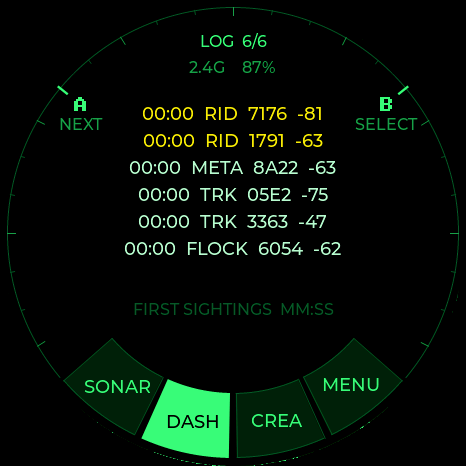 LOG 6/6
2.4G 87%
A
NEXT
B
SELECT
00:00 RID 7176 -81
00:00 RID 1791 -63
00:00 META 8A22 -63
00:00 TRK 05E2 -75
00:00 TRK 3363 -47
00:00 FLOCK 6054 -62
FIRST SIGHTINGS MM:SS
SONAR
DASH
CREA
MENU